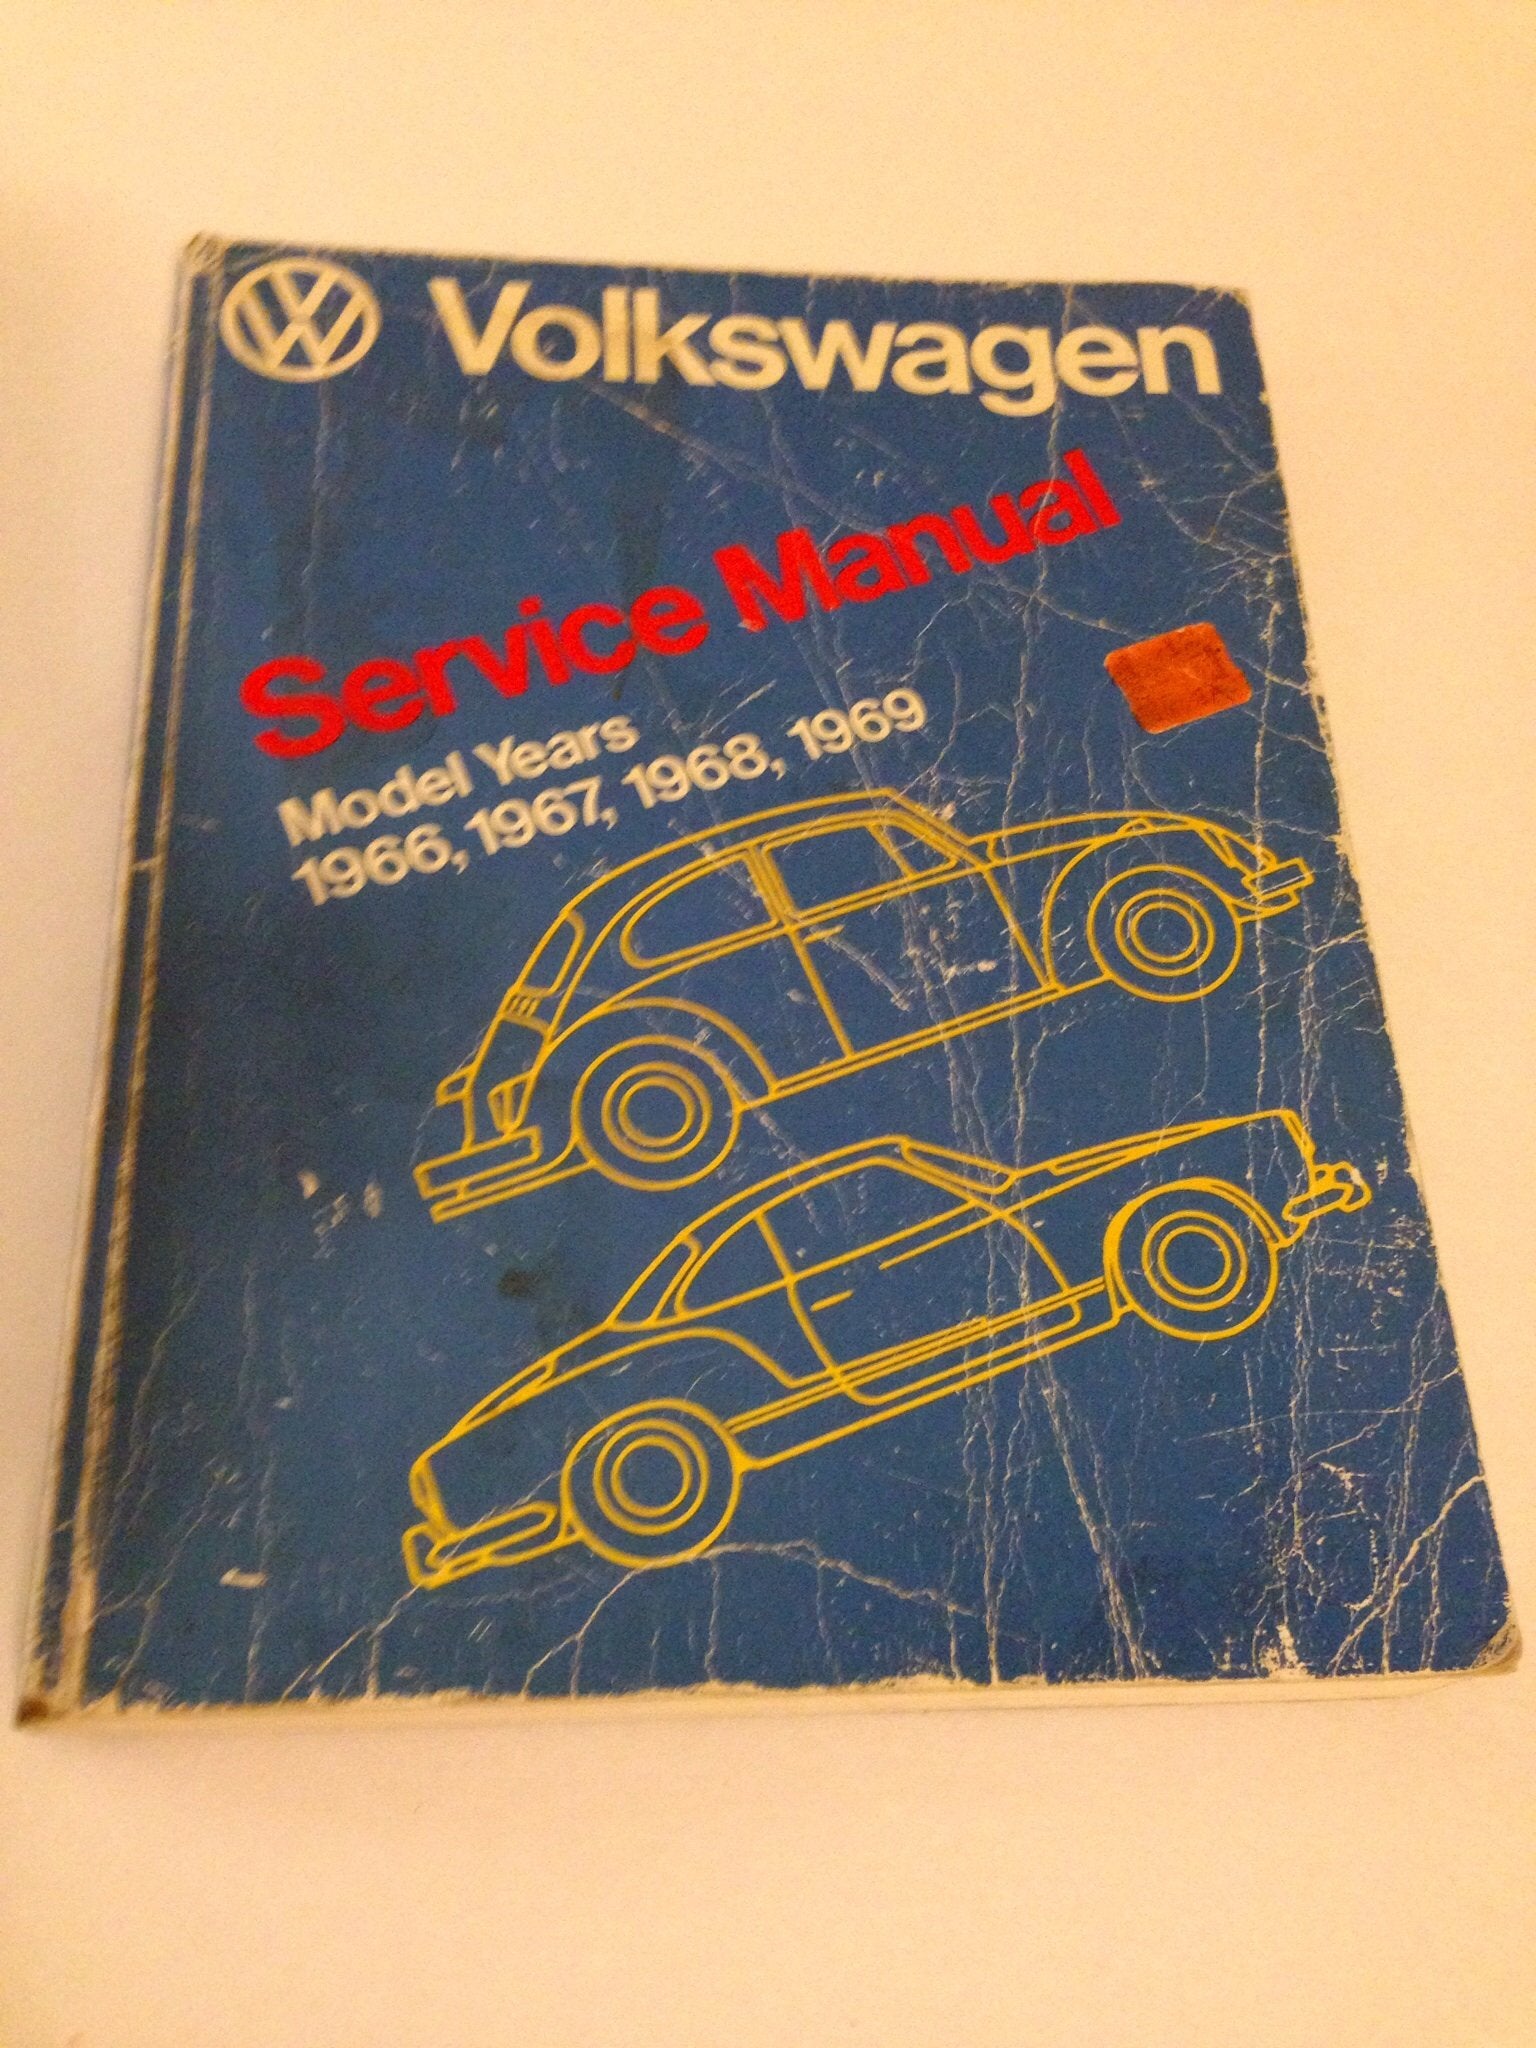 Volkswagen
Service Manual
Model Years
1966, 1967, 1968, 1969